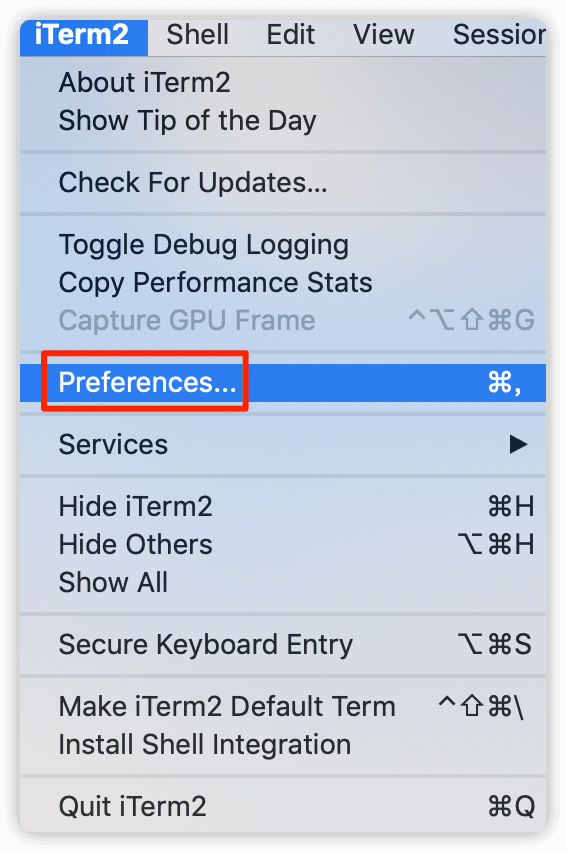 iTerm2 Shell Edit View Session
About iTerm2
Show Tip of the Day
Check For Updates...
Toggle Debug Logging
Copy Performance Stats
Capture GPU Frame ^⌥⇧⌘G
Preferences... ⌘,
Services ▶
Hide iTerm2 ⌘H
Hide Others ⌥⌘H
Show All
Secure Keyboard Entry ⌥⌘S
Make iTerm2 Default Term ^⇧⌘\
Install Shell Integration
Quit iTerm2 ⌘Q